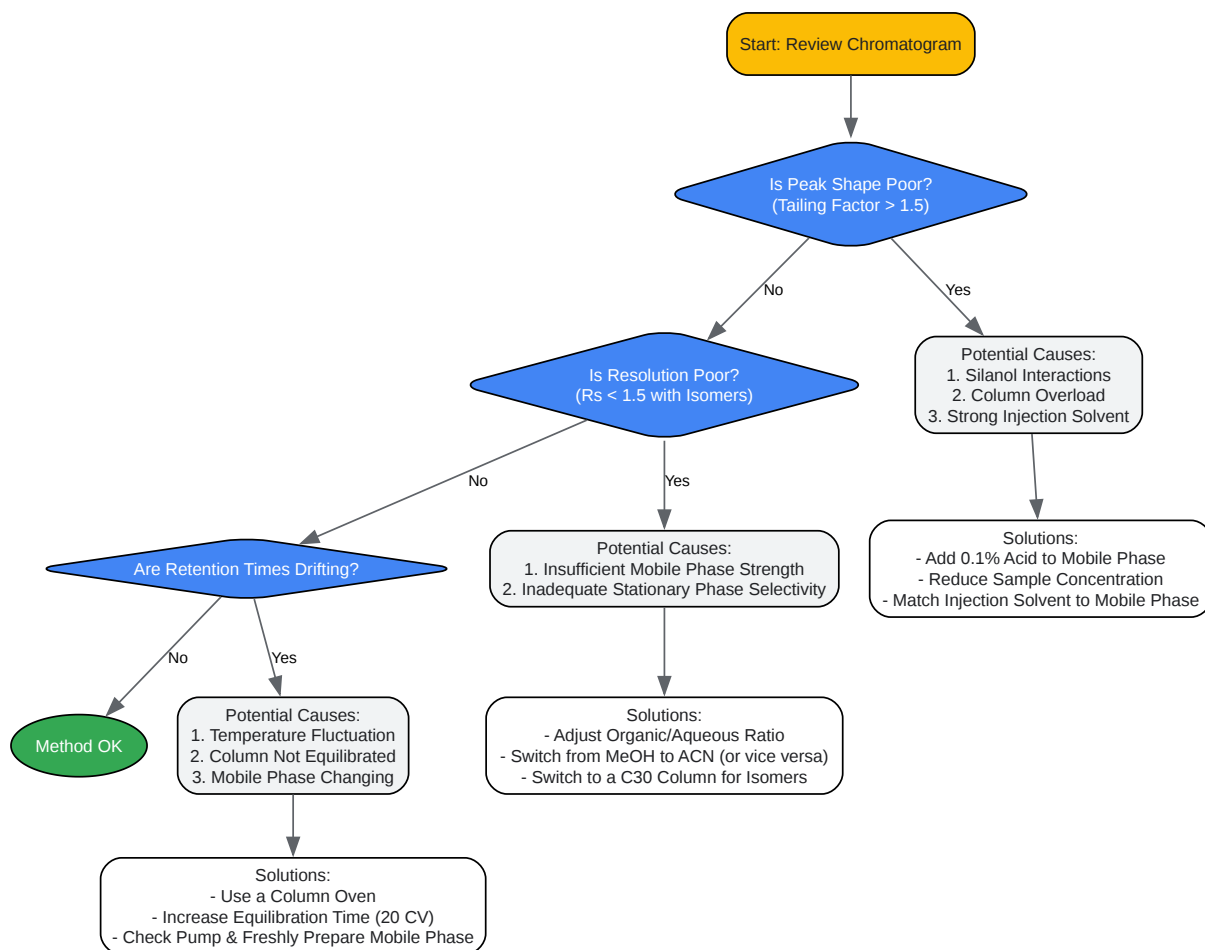 Start: Review Chromatogram
Is Peak Shape Poor?
(Tailing Factor > 1.5)
No
Yes
Is Resolution Poor?
(Rs < 1.5 with Isomers)
Potential Causes:
1. Silanol Interactions
2. Column Overload
3. Strong Injection Solvent
No
Yes
Are Retention Times Drifting?
Potential Causes:
1. Insufficient Mobile Phase Strength
2. Inadequate Stationary Phase Selectivity
Solutions:
- Add 0.1% Acid to Mobile Phase
- Reduce Sample Concentration
- Match Injection Solvent to Mobile Phase
No
Yes
Method OK
Potential Causes:
1. Temperature Fluctuation
2. Column Not Equilibrated
3. Mobile Phase Changing
Solutions:
- Adjust Organic/Aqueous Ratio
- Switch from MeOH to ACN (or vice versa)
- Switch to a C30 Column for Isomers
Solutions:
- Use a Column Oven
- Increase Equilibration Time (20 CV)
- Check Pump & Freshly Prepare Mobile Phase